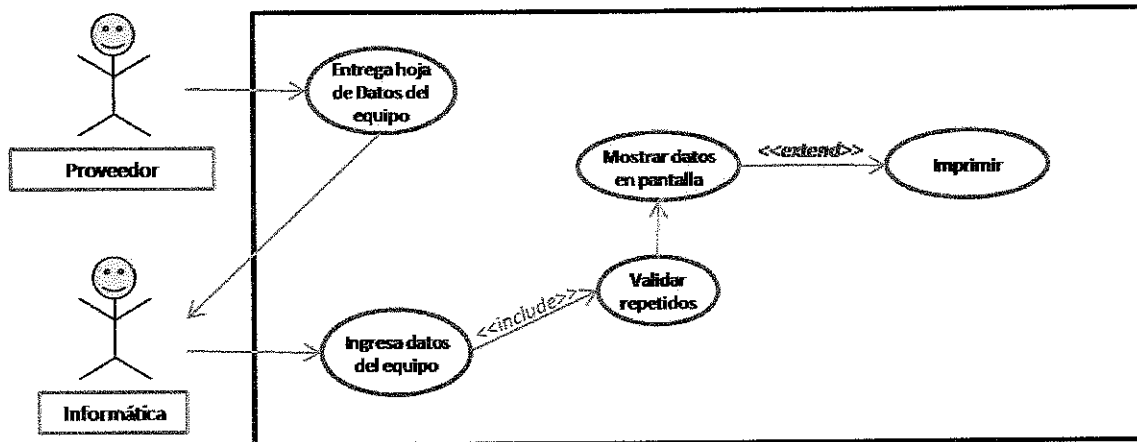 Entrega hoja
de Datos del
equipo
Proveedor
Mostrar datos
en pantalla
<<extend>>
Imprimir
Validar
repetidos
<<include>>
Ingresa datos
del equipo
Informática